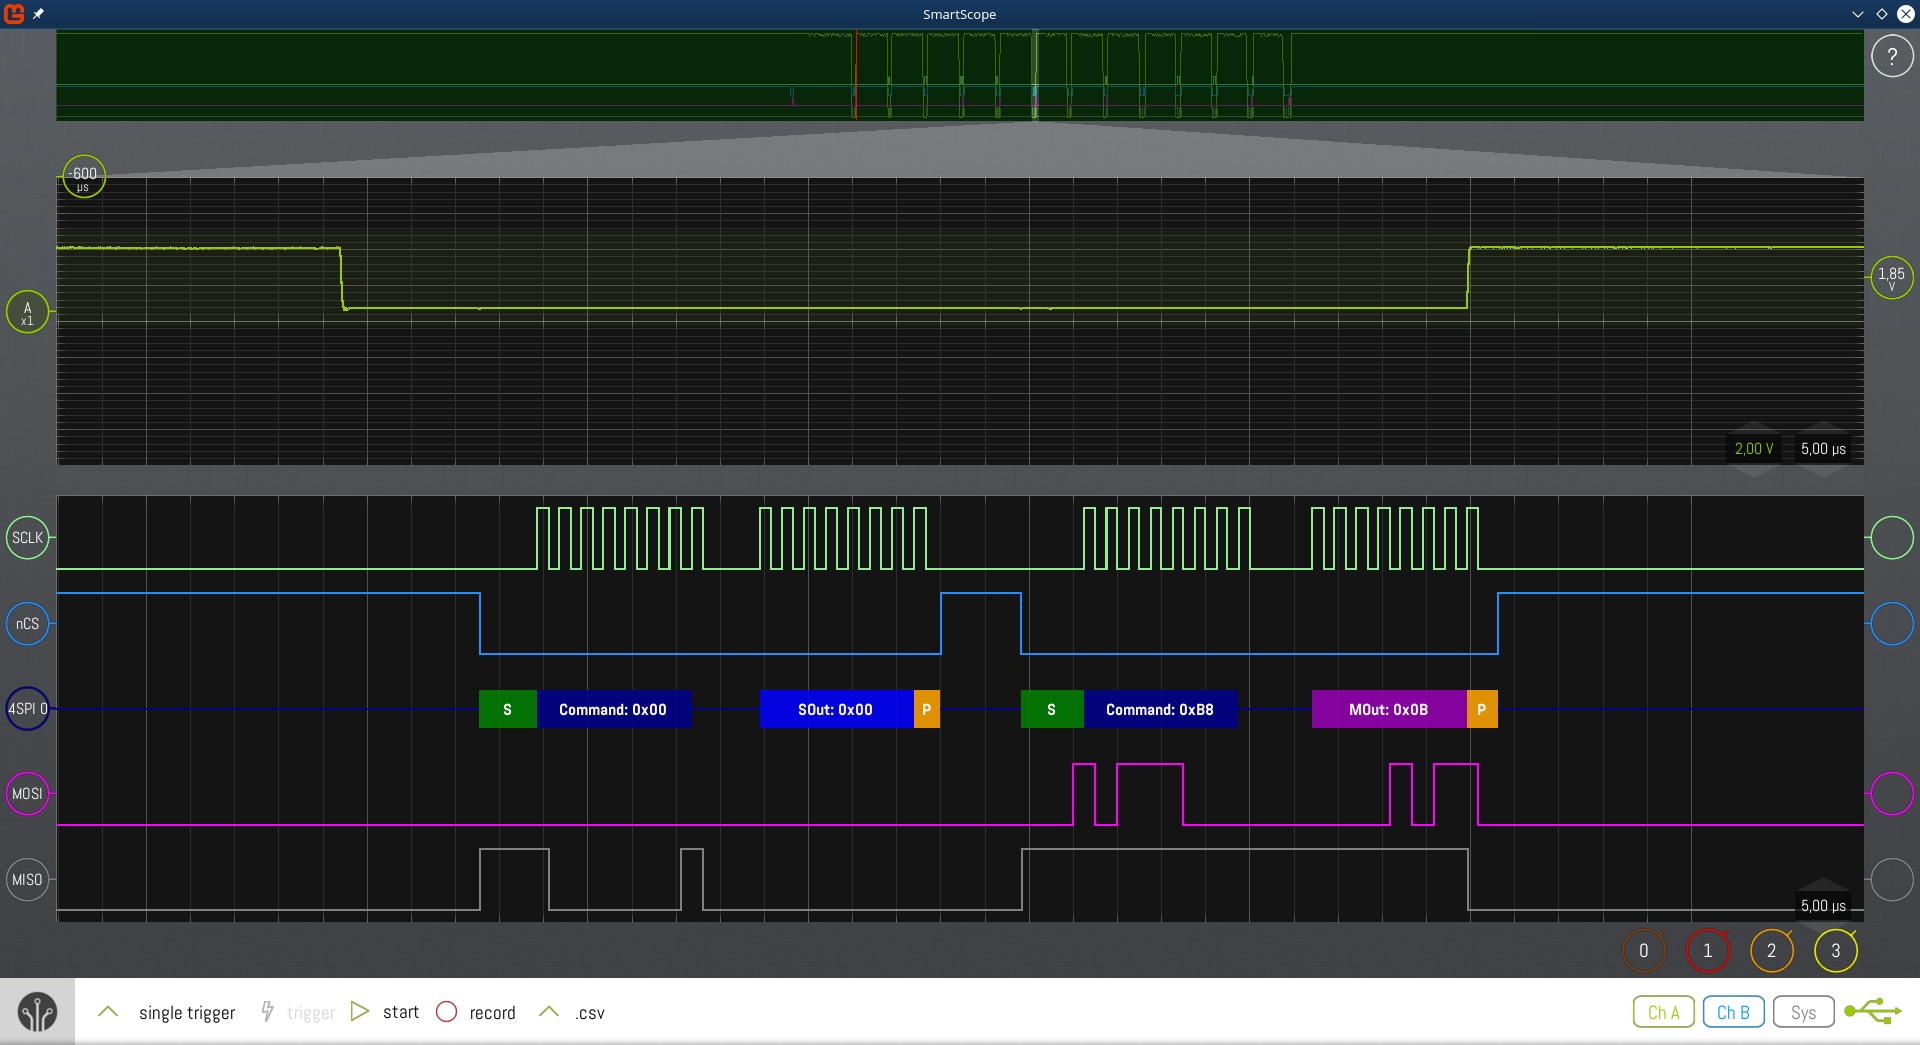 SmartScope
?
-600
µs
A
x1
1,85
V
2,00 V
5,00 µs
SCLK
nCS
4SPI 0
S
Command: 0x00
SOut: 0x00
P
S
Command: 0xB8
MOut: 0x0B
P
MOSI
MISO
5,00 µs
0
1
2
3
single trigger
trigger
start
record
.csv
Ch A
Ch B
Sys